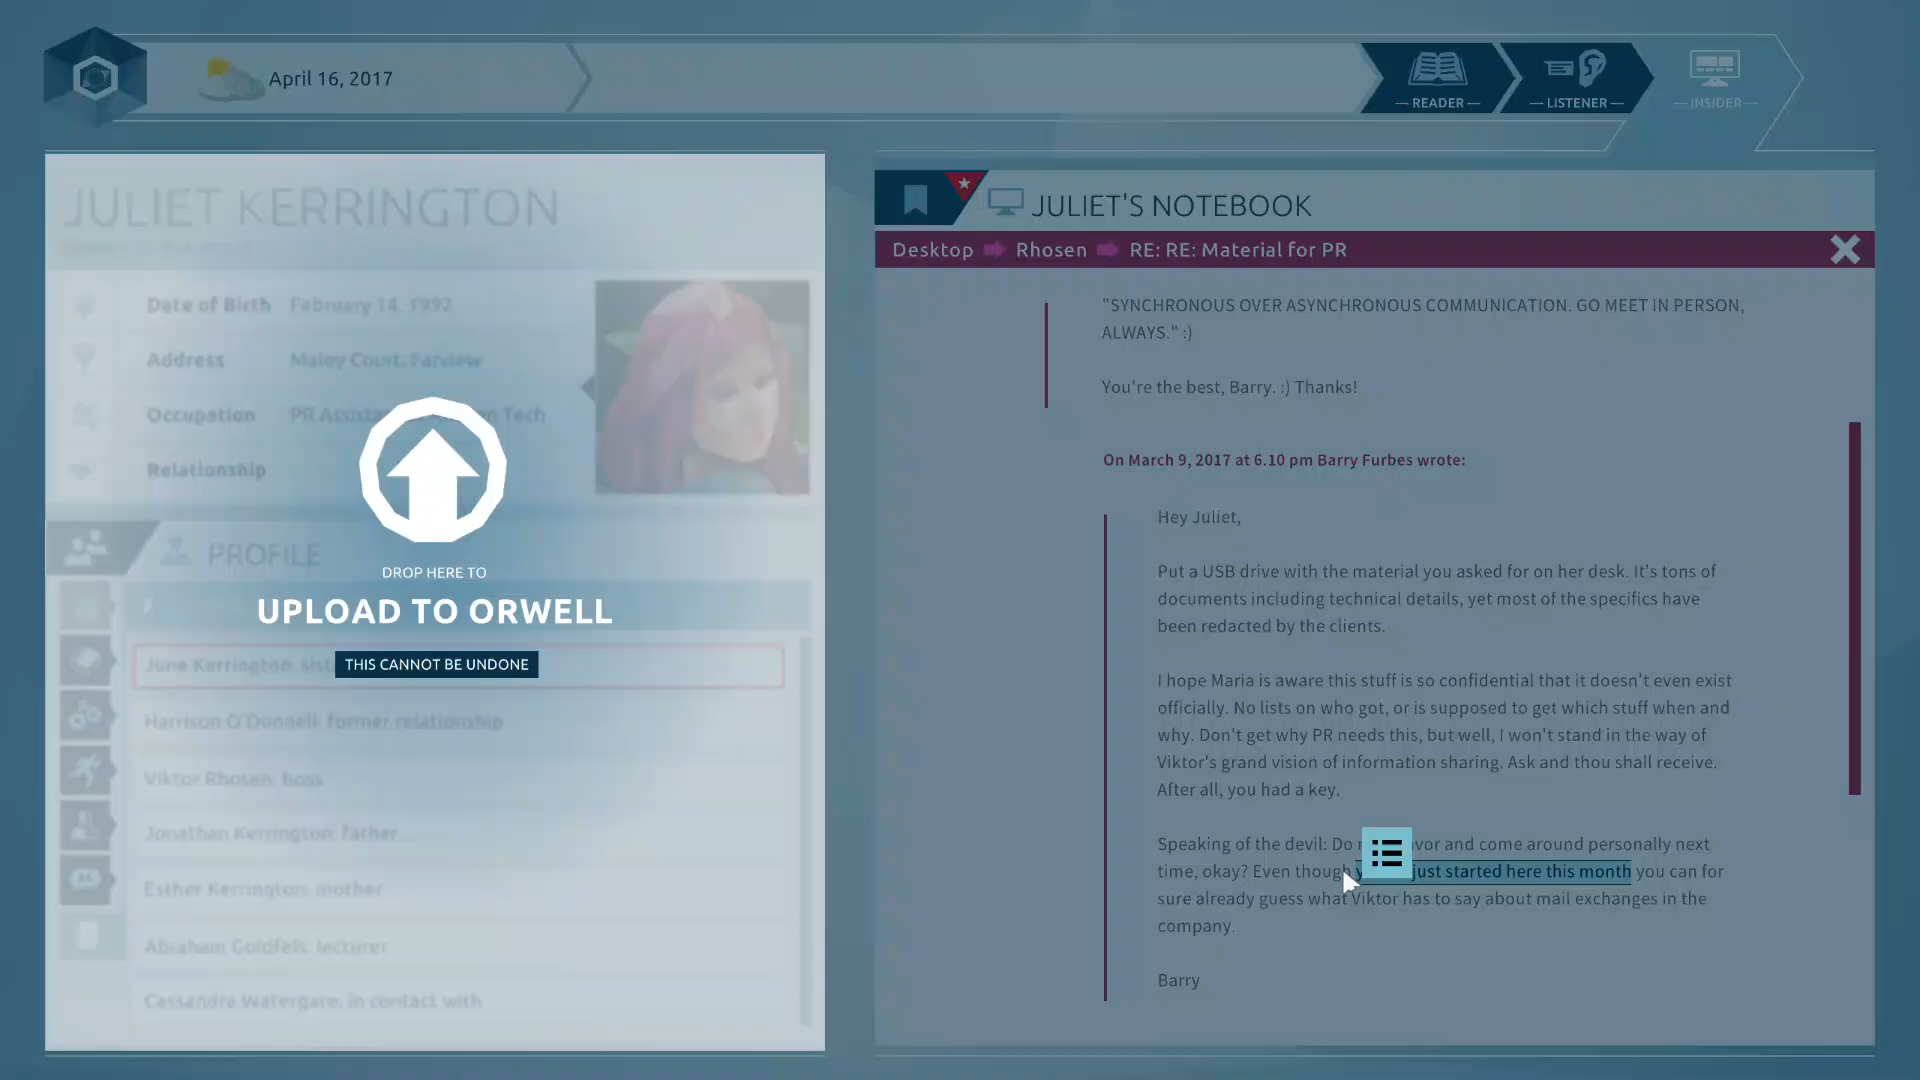 April 16, 2017
READER
LISTENER
INSIDER
JULIET KERRINGTON
Date of Birth February 14, 1992
Address Maloy Court, Farview
Occupation PR Tech
Relationship
DROP HERE TO
UPLOAD TO ORWELL
THIS CANNOT BE UNDONE
PROFILE
June Kerrington:
Harrison O'Donnell: former relationship
Viktor Rhosen: boss
Jonathan Kerrington: father
Esther Kerrington: mother
Abraham Goldfels: lecturer
Cassandra Watergate: in contact with
JULIET'S NOTEBOOK
Desktop Rhosen RE: RE: Material for PR
"SYNCHRONOUS OVER ASYNCHRONOUS COMMUNICATION. GO MEET IN PERSON,
ALWAYS." :)
You're the best, Barry. :) Thanks!
On March 9, 2017 at 6.10 pm Barry Furbes wrote:
Hey Juliet,
Put a USB drive with the material you asked for on her desk. It's tons of
documents including technical details, yet most of the specifics have
been redacted by the clients.
I hope Maria is aware this stuff is so confidential that it doesn't even exist
officially. No lists on who got, or is supposed to get which stuff when and
why. Don't get why PR needs this, but well, I won't stand in the way of
Viktor's grand vision of information sharing. Ask and thou shall receive.
After all, you had a key.
Speaking of the devil: Do and come around personally next
time, okay? Even though just started here this month you can for
sure already guess what Viktor has to say about mail exchanges in the
company.
Barry